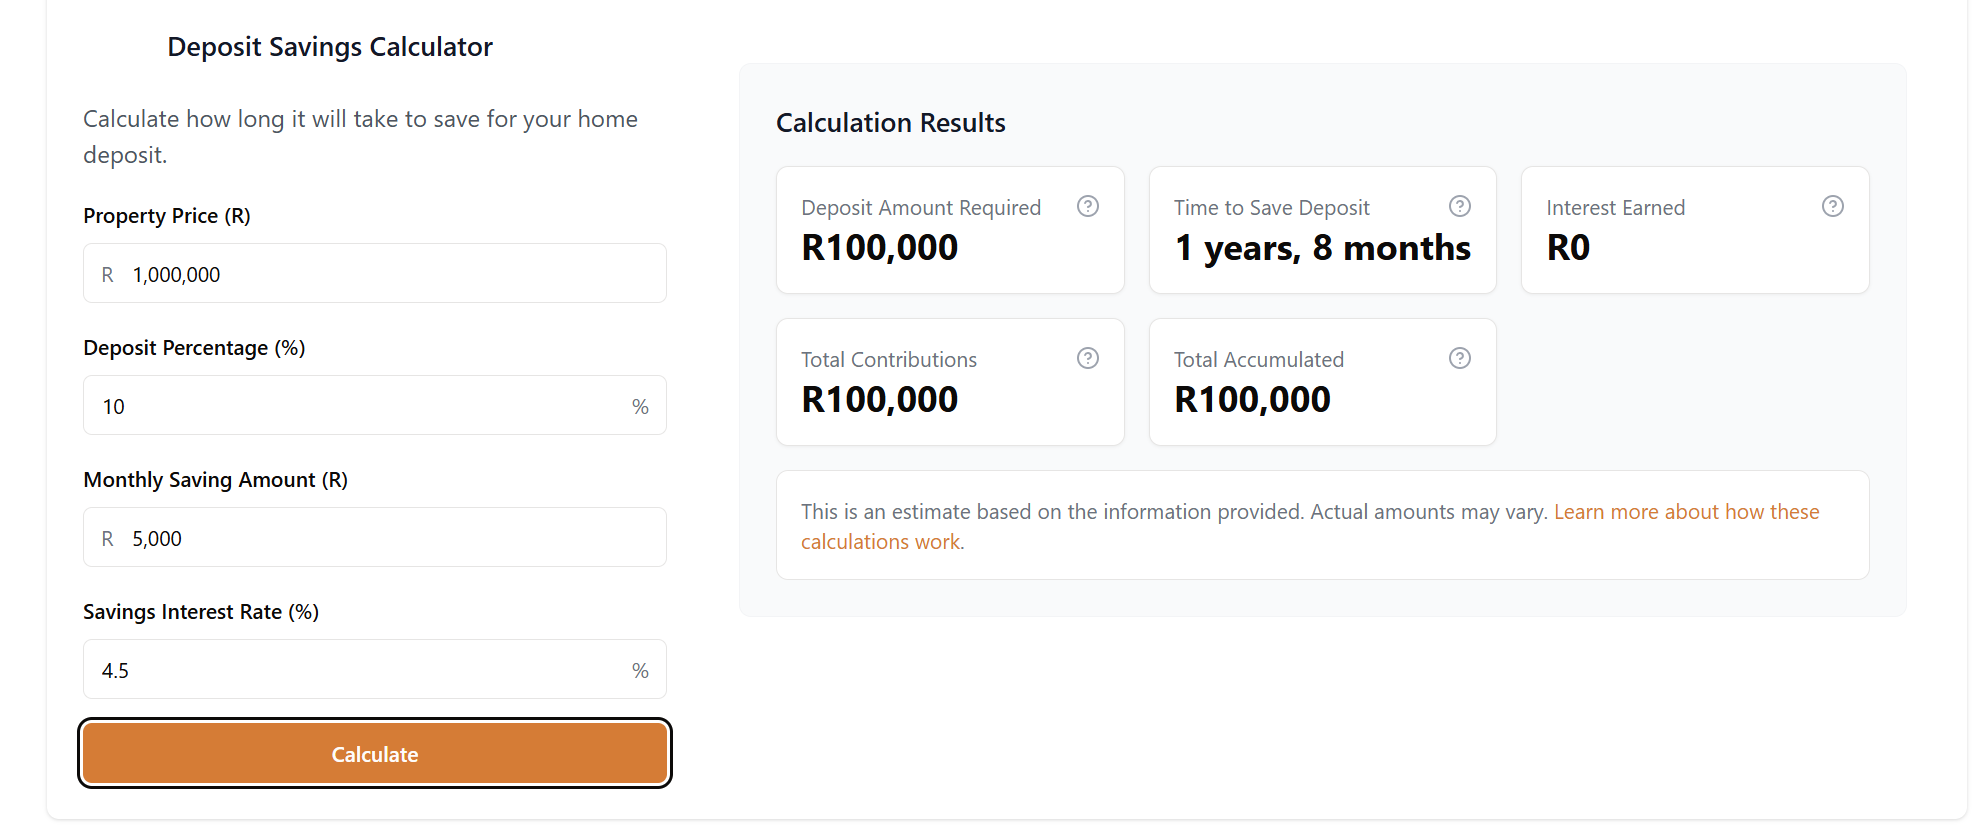 Deposit Savings Calculator
Calculate how long it will take to save for your home
deposit.
Property Price (R)
R 1,000,000
Deposit Percentage (%)
10 %
Monthly Saving Amount (R)
R 5,000
Savings Interest Rate (%)
4.5 %
Calculate
Calculation Results
Deposit Amount Required ?
R100,000
Time to Save Deposit ?
1 years, 8 months
Interest Earned ?
R0
Total Contributions ?
R100,000
Total Accumulated ?
R100,000
This is an estimate based on the information provided. Actual amounts may vary. Learn more about how these
calculations work.